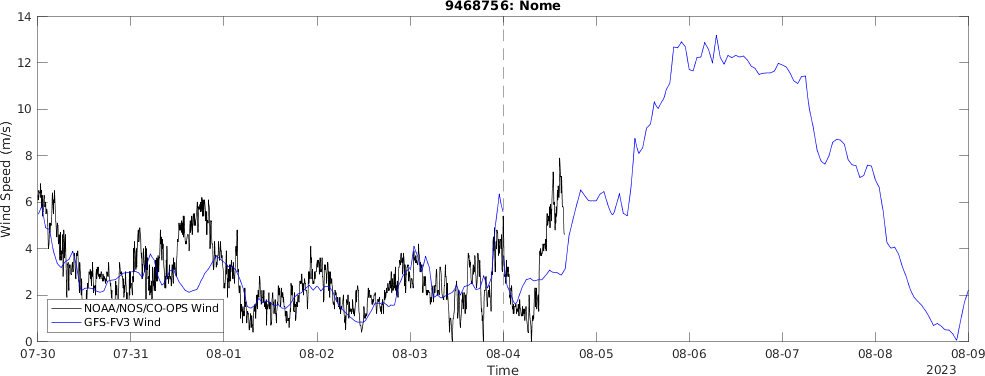 9468756: Nome
Wind Speed (m/s)
14
12
10
8
6
4
2
0
NOAA/NOS/CO-OPS Wind
GFS-FV3 Wind
07-30 07-31 08-01 08-02 08-03 08-04 08-05 08-06 08-07 08-08 08-09
Time
2023